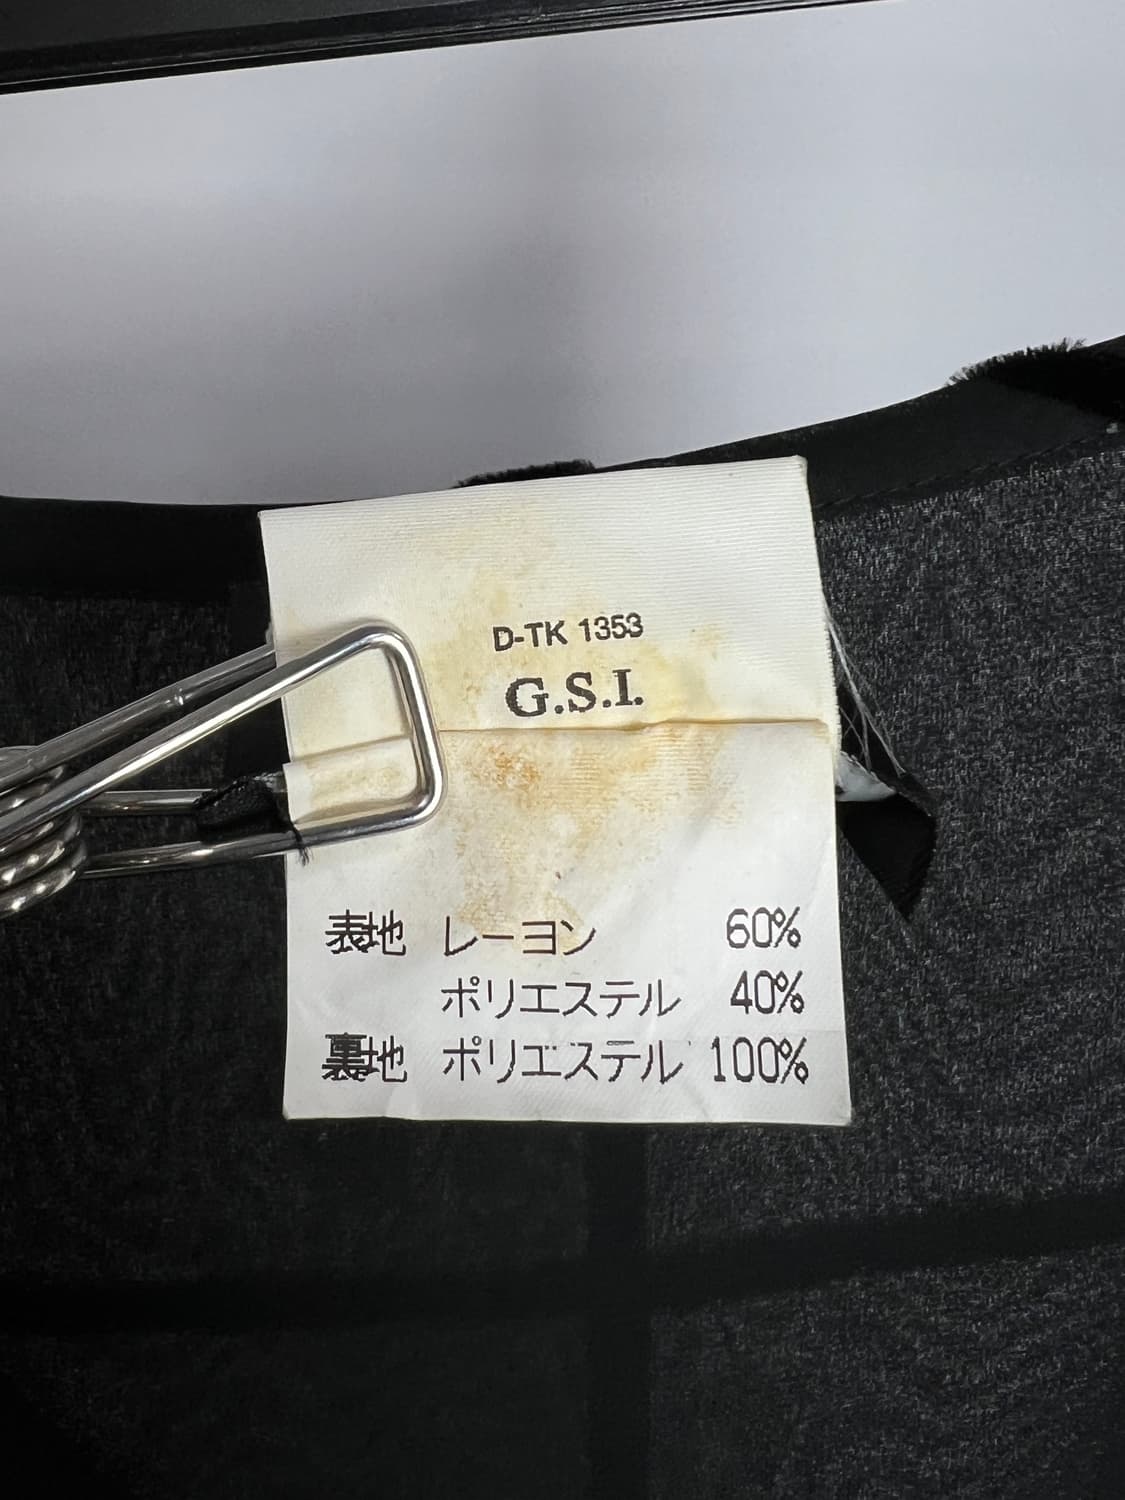 D-TK 1353
G.S.I.
表地 レーヨン 60%
ポリエステル 40%
裏地 ポリエステル 100%